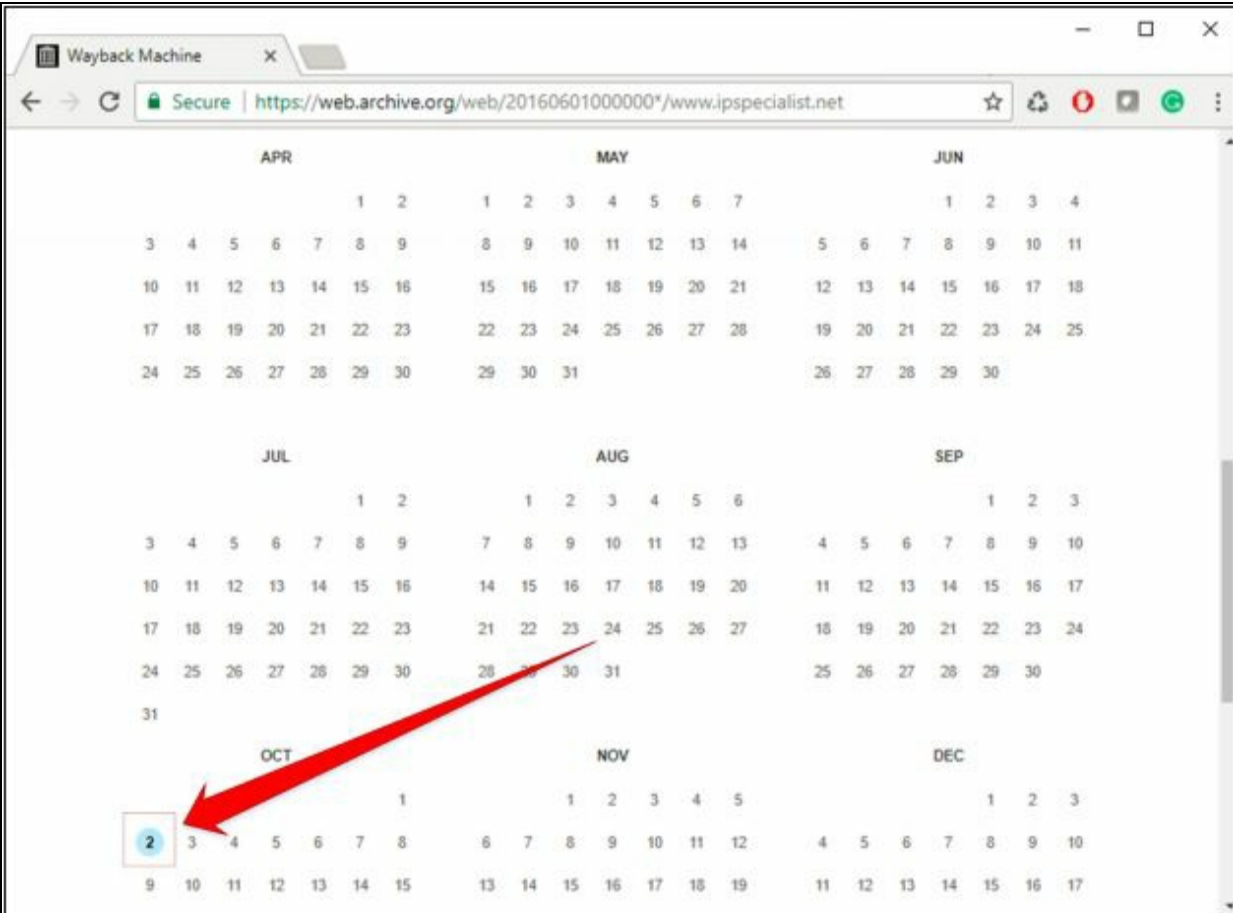 Wayback Machine
Secure | https://web.archive.org/web/20160601000000*/www.ipspecialist.net
APR MAY JUN
1 2 1 2 3 4 5 6 7 1 2 3 4
3 4 5 6 7 8 9 8 9 10 11 12 13 14 5 6 7 8 9 10 11
10 11 12 13 14 15 16 15 16 17 18 19 20 21 12 13 14 15 16 17 18
17 18 19 20 21 22 23 22 23 24 25 26 27 28 19 20 21 22 23 24 25
24 25 26 27 28 29 30 29 30 31 26 27 28 29 30
JUL AUG SEP
1 2 1 2 3 4 5 6 1 2 3
3 4 5 6 7 8 9 7 8 9 10 11 12 13 4 5 6 7 8 9 10
10 11 12 13 14 15 16 14 15 16 17 18 19 20 11 12 13 14 15 16 17
17 18 19 20 21 22 23 21 22 23 24 25 26 27 18 19 20 21 22 23 24
24 25 26 27 28 29 30 28 29 30 31 25 26 27 28 29 30
31
OCT NOV DEC
1 1 2 3 4 5 1 2 3
2 3 4 5 6 7 8 6 7 8 9 10 11 12 4 5 6 7 8 9 10
9 10 11 12 13 14 15 13 14 15 16 17 18 19 11 12 13 14 15 16 17